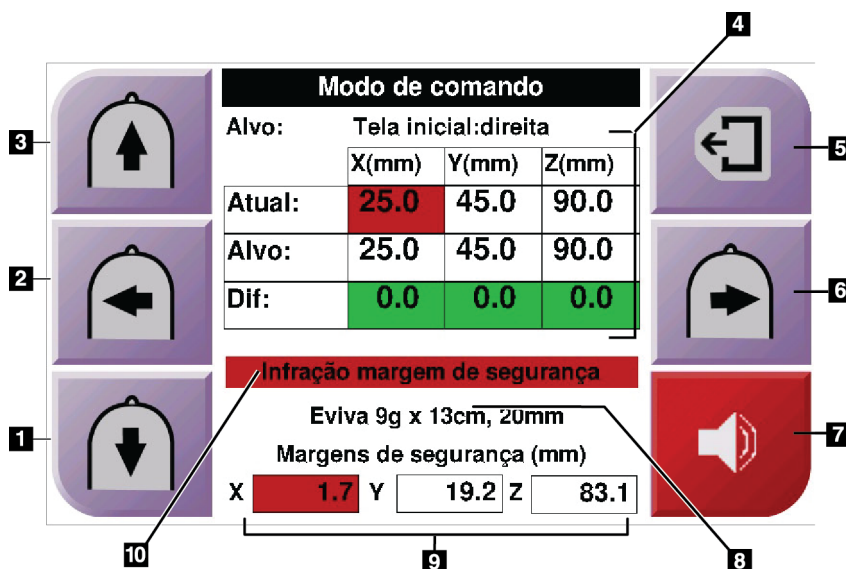 4
Modo de comando
3
Alvo: Tela inicial:direita
5
X(mm) Y(mm) Z(mm)
Atual: 25.0 45.0 90.0
2
Alvo: 25.0 45.0 90.0
6
Dif: 0.0 0.0 0.0
Infração margem de segurança
Eviva 9g x 13cm, 20mm
1
7
Margens de segurança (mm)
X 1.7 Y 19.2 Z 83.1
10
9
8